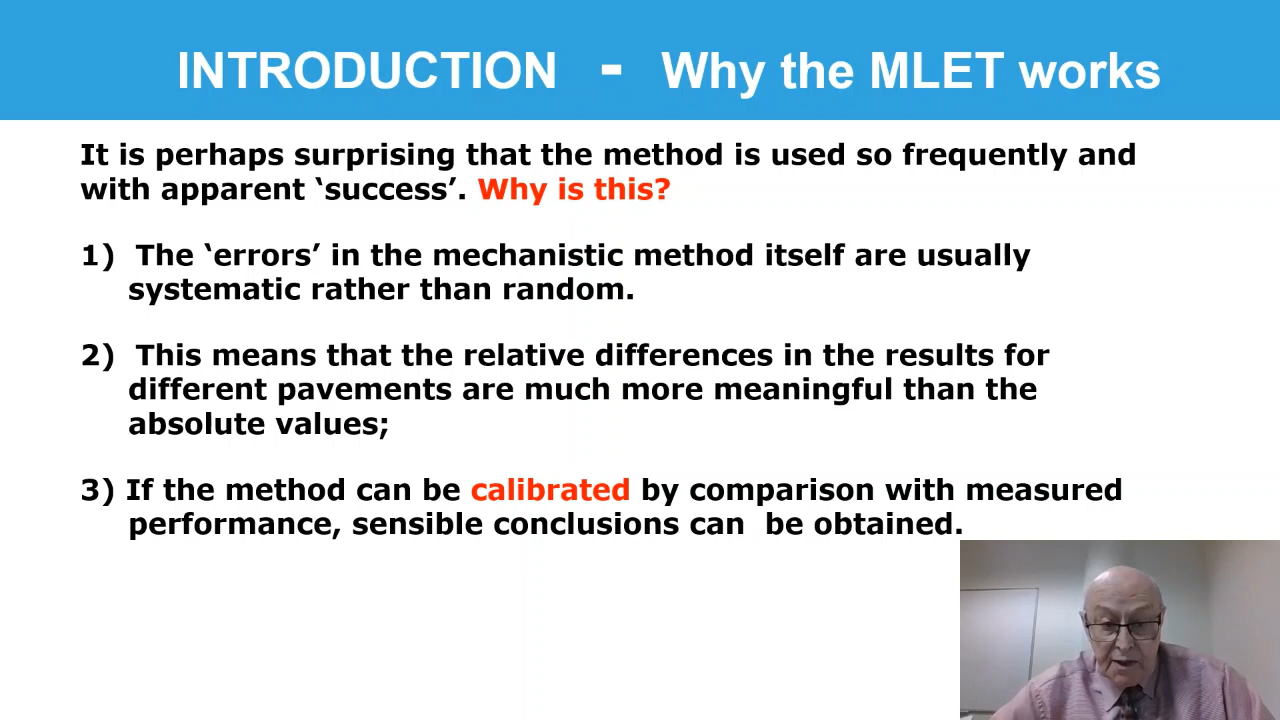 INTRODUCTION - Why the MLET works
It is perhaps surprising that the method is used so frequently and
with apparent ‘success’. Why is this?
1) The ‘errors’ in the mechanistic method itself are usually
systematic rather than random.
2) This means that the relative differences in the results for
different pavements are much more meaningful than the
absolute values;
3) If the method can be calibrated by comparison with measured
performance, sensible conclusions can be obtained.